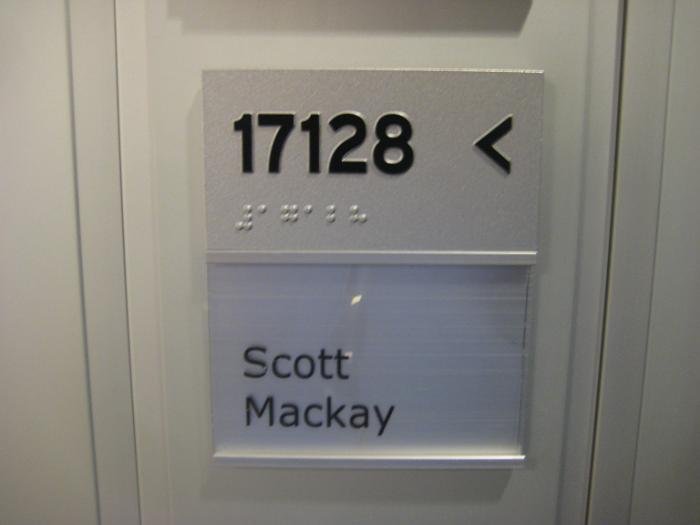 17128 <
⠼⠁⠛⠁⠃⠓
Scott
Mackay